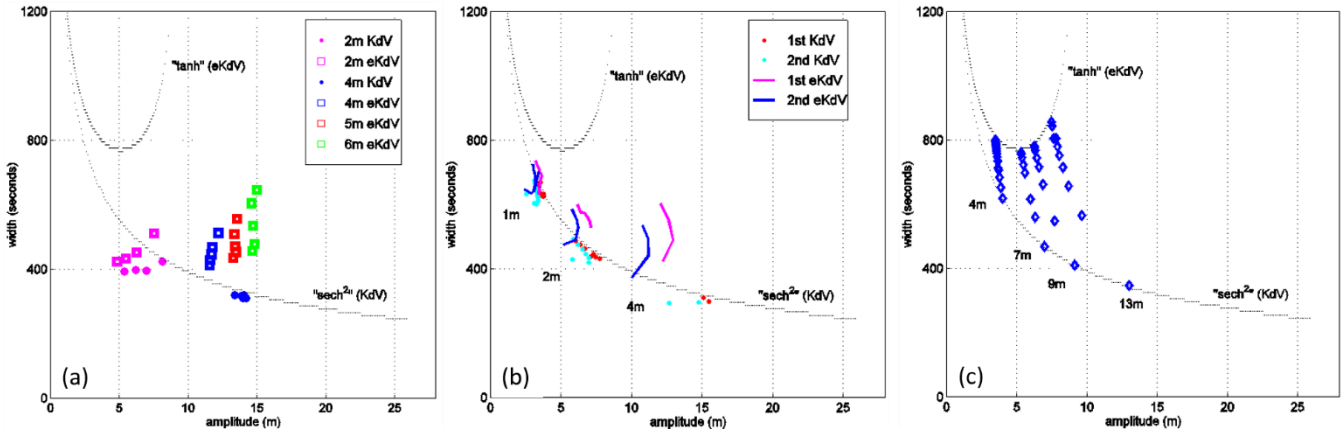 1200
800
400
0
width (seconds)
0 5 10 15 20 25
amplitude (m)
"tanh" (eKdV)
"sech²" (KdV)
2m KdV
2m eKdV
4m KdV
4m eKdV
5m eKdV
6m eKdV
(a)
1200
800
400
0
width (seconds)
0 5 10 15 20 25
amplitude (m)
"tanh" (eKdV)
"sech²" (KdV)
1st KdV
2nd KdV
1st eKdV
2nd eKdV
1m
2m
4m
(b)
1200
800
400
0
width (seconds)
0 5 10 15 20 25
amplitude (m)
"tanh" (eKdV)
"sech²" (KdV)
4m
7m
9m
13m
(c)